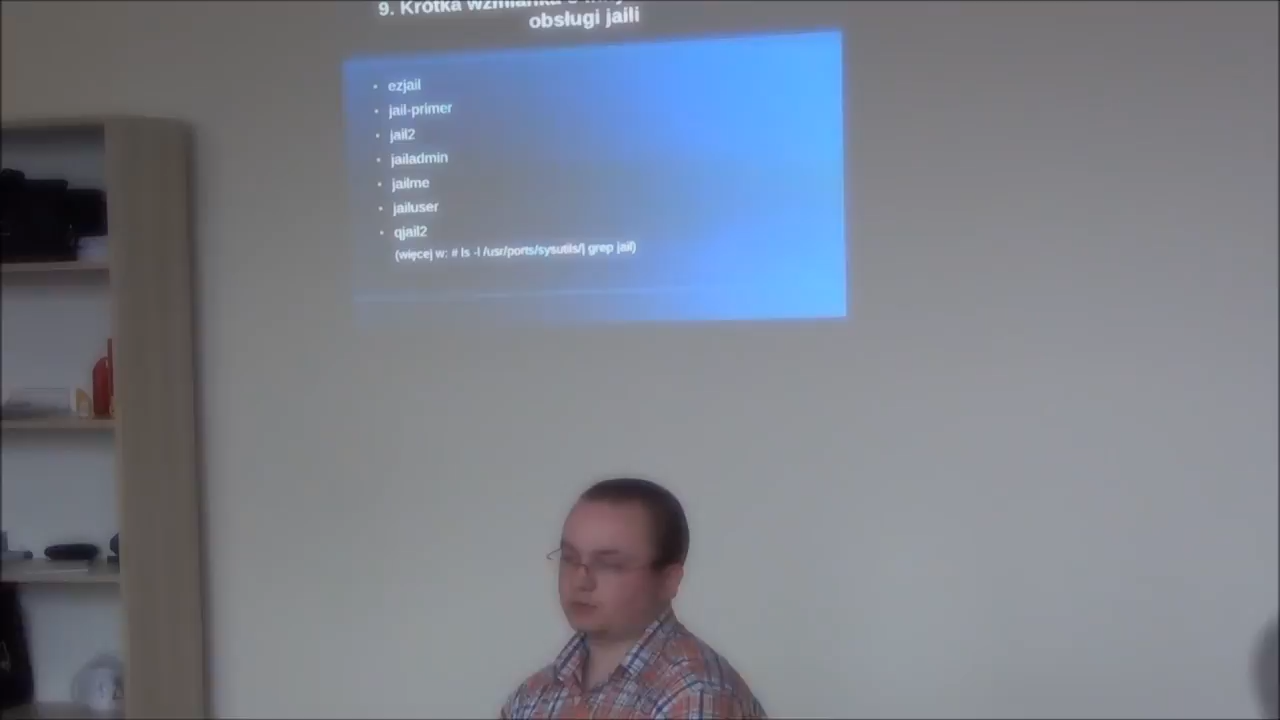 9. Krótka wzmianka o
obsługi jaili
• ezjail
• jail-primer
• jail2
• jailadmin
• jailme
• jailuser
• qjail2
(więcej w: # ls -l /usr/ports/sysutils/| grep jail)